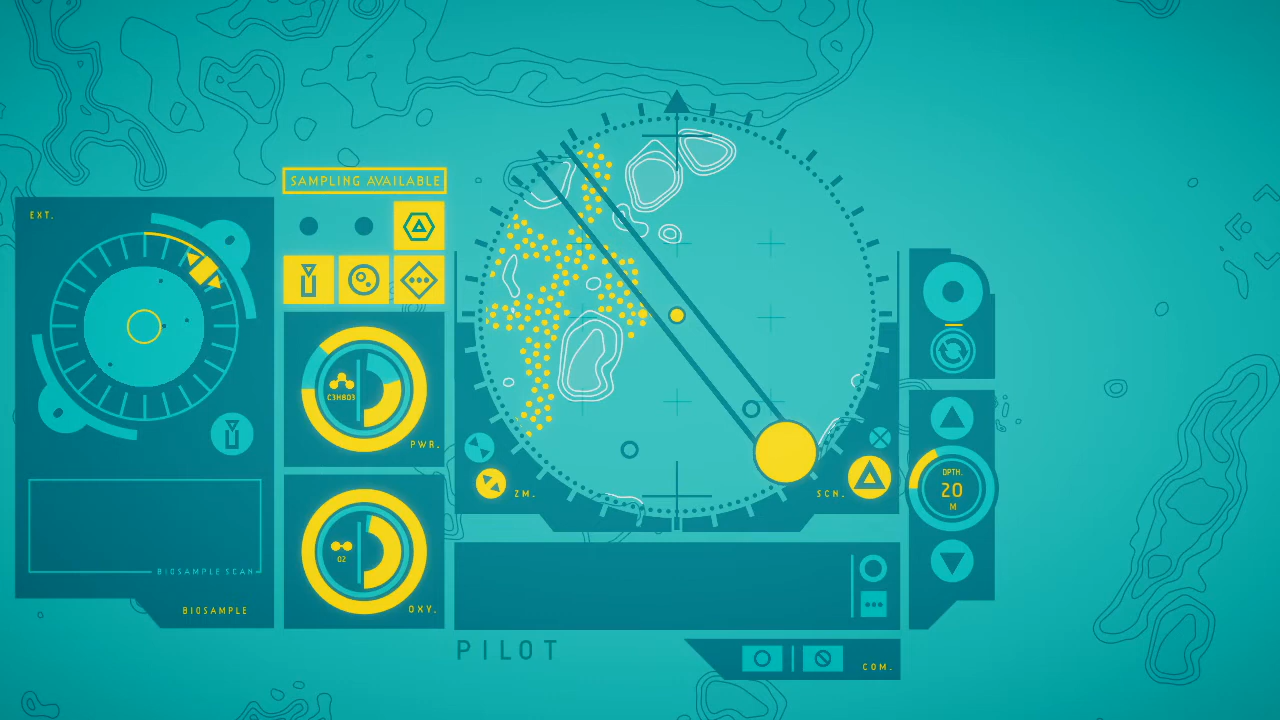 SAMPLING AVAILABLE
EXT.
C3H8O3
PWR.
ZM.
SCN.
DPTH.
20
M
O2
OXY.
BIOSAMPLE SCAN
BIOSAMPLE
PILOT
COM.